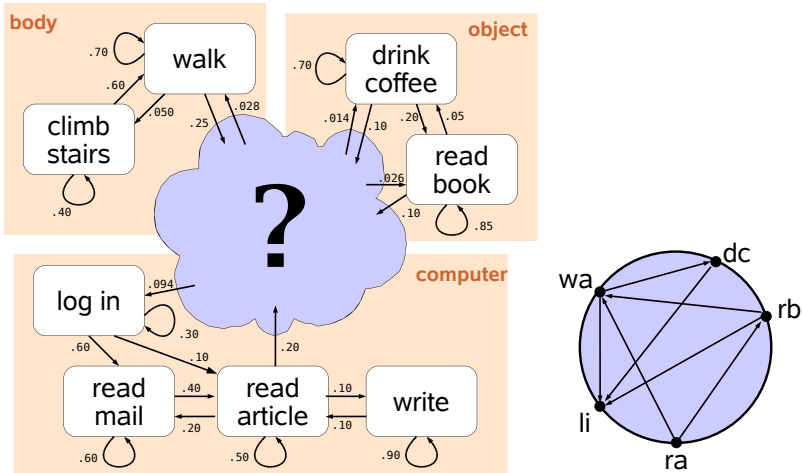 body
object
.70
walk
.60
.050
.25
.028
climb
stairs
.40
.70
drink
coffee
.014
.10
.20
.05
read
book
.026
.10
.85
?
computer
log in
.094
.30
.60
.10
.20
read
mail
.40
.20
read
article
.10
.10
write
.60
.50
.90
dc
wa
rb
li
ra